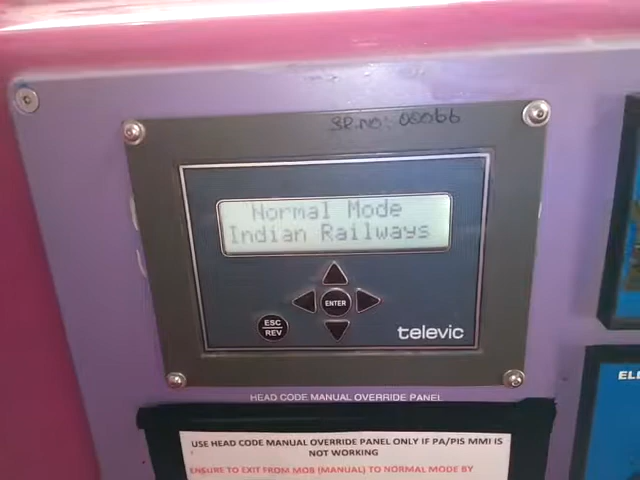 SR.NO: 00066
Normal Mode
Indian Railways
ENTER
ESC
REV
televic
HEAD CODE MANUAL OVERRIDE PANEL
USE HEAD CODE MANUAL OVERRIDE PANEL ONLY IF PA/PIS MMI IS
NOT WORKING
ENSURE TO EXIT FROM MOB (MANUAL) TO NORMAL MODE BY
EL